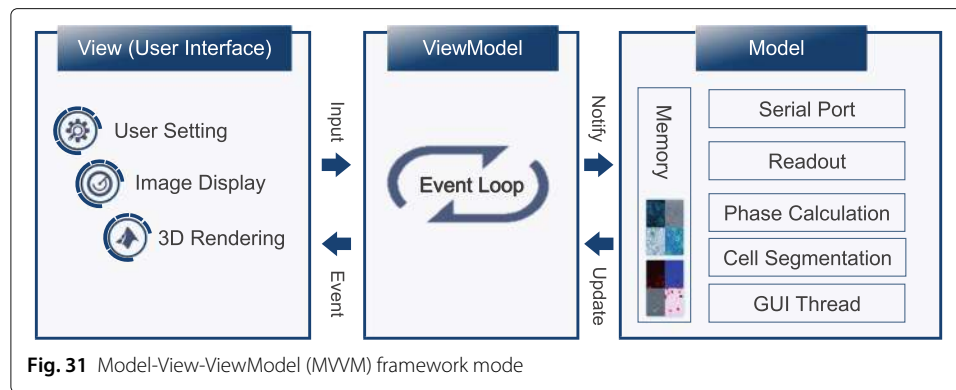 View (User Interface)
User Setting
Image Display
3D Rendering
Input
Event
ViewModel
Event Loop
Notify
Update
Model
Memory
Serial Port
Readout
Phase Calculation
Cell Segmentation
GUI Thread
Fig. 31 Model-View-ViewModel (MVVM) framework mode